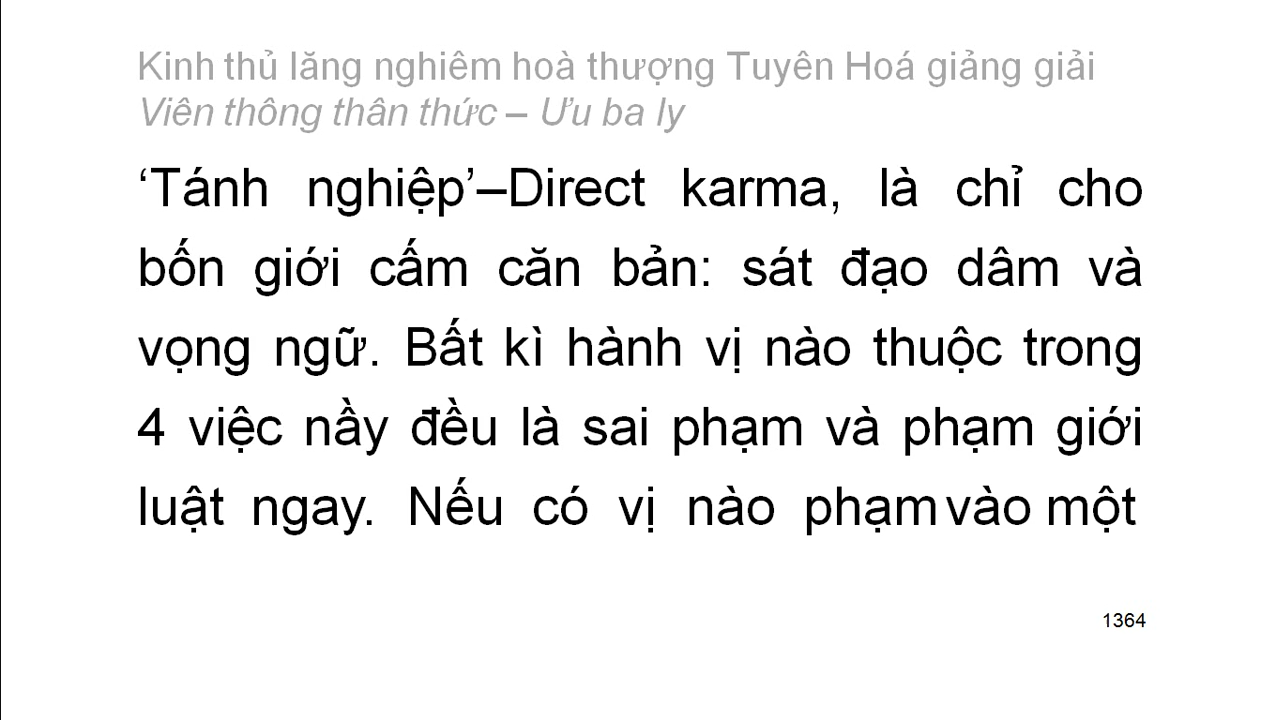 Kinh thủ lăng nghiêm hoà thượng Tuyên Hoá giảng giải
Viên thông thân thức – Ưu ba ly
‘Tánh nghiệp’–Direct karma, là chỉ cho
bốn giới cấm căn bản: sát đạo dâm và
vọng ngữ. Bất kì hành vị nào thuộc trong
4 việc nầy đều là sai phạm và phạm giới
luật ngay. Nếu có vị nào phạm vào một
1364